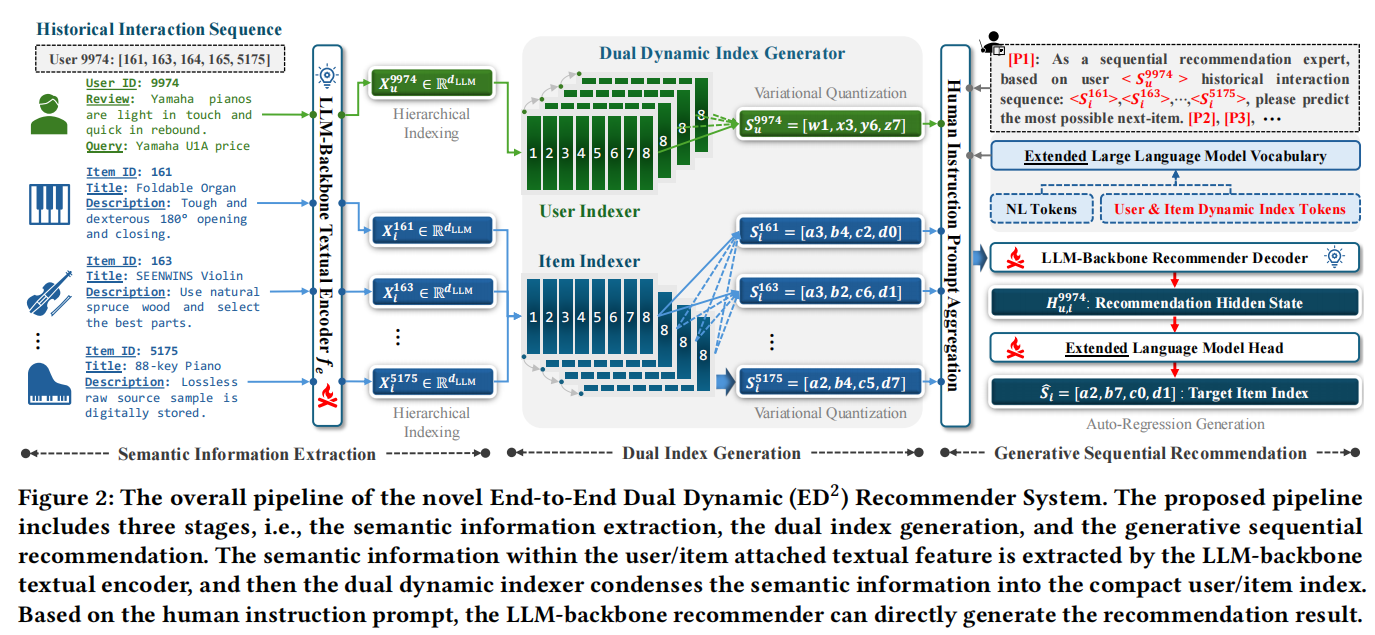 Historical Interaction Sequence
User 9974: [161, 163, 164, 165, 5175]
User ID: 9974
Review: Yamaha pianos
are light in touch and
quick in rebound.
Query: Yamaha U1A price
Item ID: 161
Title: Foldable Organ
Description: Tough and
dexterous 180° opening
and closing.
Item ID: 163
Title: SEENWINS Violin
Description: Use natural
spruce wood and select
the best parts.
⋮
Item ID: 5175
Title: 88-key Piano
Description: Lossless
raw source sample is
digitally stored.
LLM-Backbone Textual Encoder f_e
X_u^9974 ∈ ℝ^d_LLM
Hierarchical
Indexing
X_i^161 ∈ ℝ^d_LLM
X_i^163 ∈ ℝ^d_LLM
⋮
X_i^5175 ∈ ℝ^d_LLM
Hierarchical
Indexing
Dual Dynamic Index Generator
1 2 3 4 5 6 7 8 8 8 8
User Indexer
Item Indexer
1 2 3 4 5 6 7 8 8 8 8
Variational Quantization
S_u^9974 = [w1, x3, y6, z7]
S_i^161 = [a3, b4, c2, d0]
S_i^163 = [a3, b2, c6, d1]
⋮
S_i^5175 = [a2, b4, c5, d7]
Variational Quantization
Human Instruction Prompt Aggregation
[P1]: As a sequential recommendation expert,
based on user < S_u^9974 > historical interaction
sequence: <S_i^161>,<S_i^163>,⋯,<S_i^5175>, please predict
the most possible next-item. [P2], [P3], ⋯
Extended Large Language Model Vocabulary
NL Tokens
User & Item Dynamic Index Tokens
LLM-Backbone Recommender Decoder
H_u,i^9974: Recommendation Hidden State
Extended Language Model Head
Ŝ_i = [a2, b7, c0, d1] : Target Item Index
Auto-Regression Generation
Semantic Information Extraction
Dual Index Generation
Generative Sequential Recommendation
Figure 2: The overall pipeline of the novel End-to-End Dual Dynamic (ED²) Recommender System. The proposed pipeline
includes three stages, i.e., the semantic information extraction, the dual index generation, and the generative sequential
recommendation. The semantic information within the user/item attached textual feature is extracted by the LLM-backbone
textual encoder, and then the dual dynamic indexer condenses the semantic information into the compact user/item index.
Based on the human instruction prompt, the LLM-backbone recommender can directly generate the recommendation result.